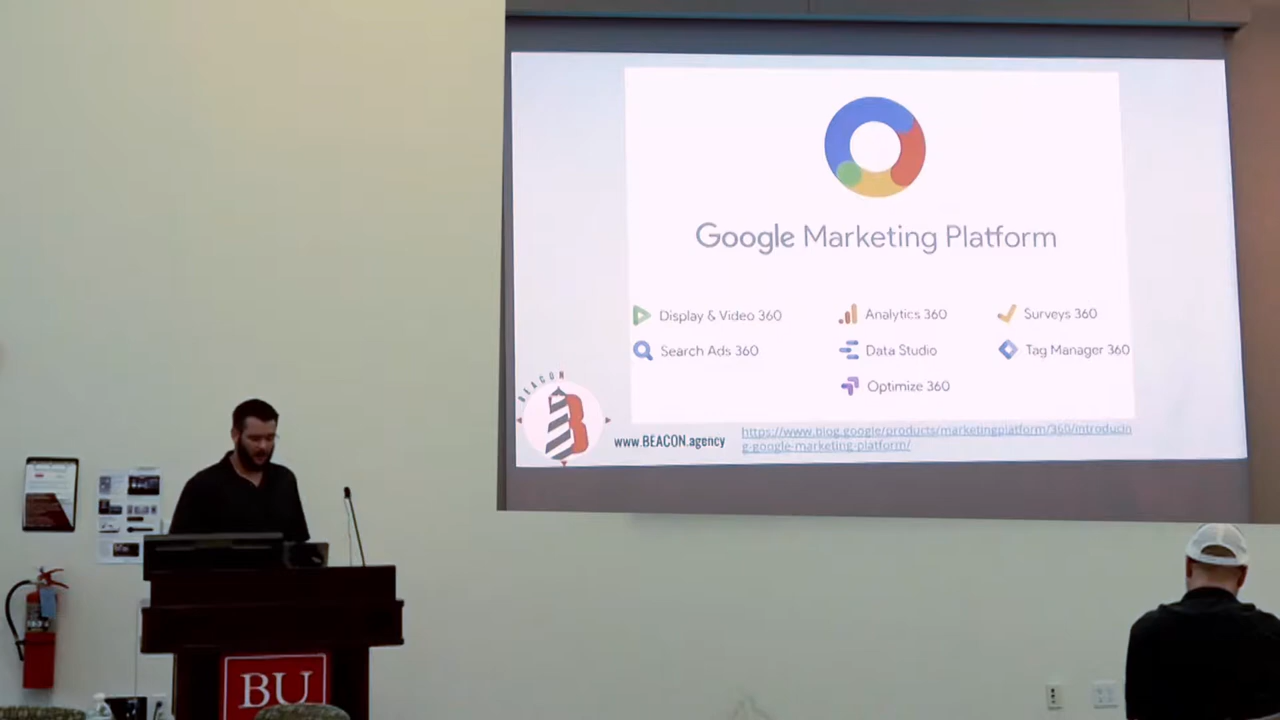 Google Marketing Platform
Display & Video 360
Analytics 360
Surveys 360
Search Ads 360
Data Studio
Tag Manager 360
Optimize 360
BEACON
B
www.BEACON.agency
https://www.blog.google/products/marketingplatform/360/introducin
g-google-marketing-platform/
BU